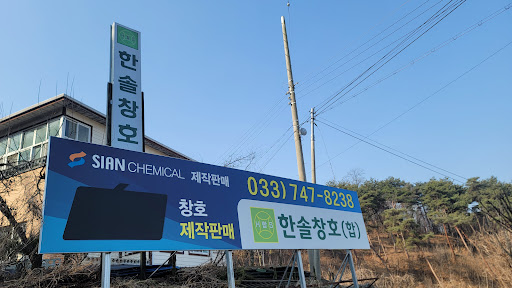 한솔창호
SIAN CHEMICAL 제작판매
033) 747-8238
창호
제작판매
한솔창호(합)